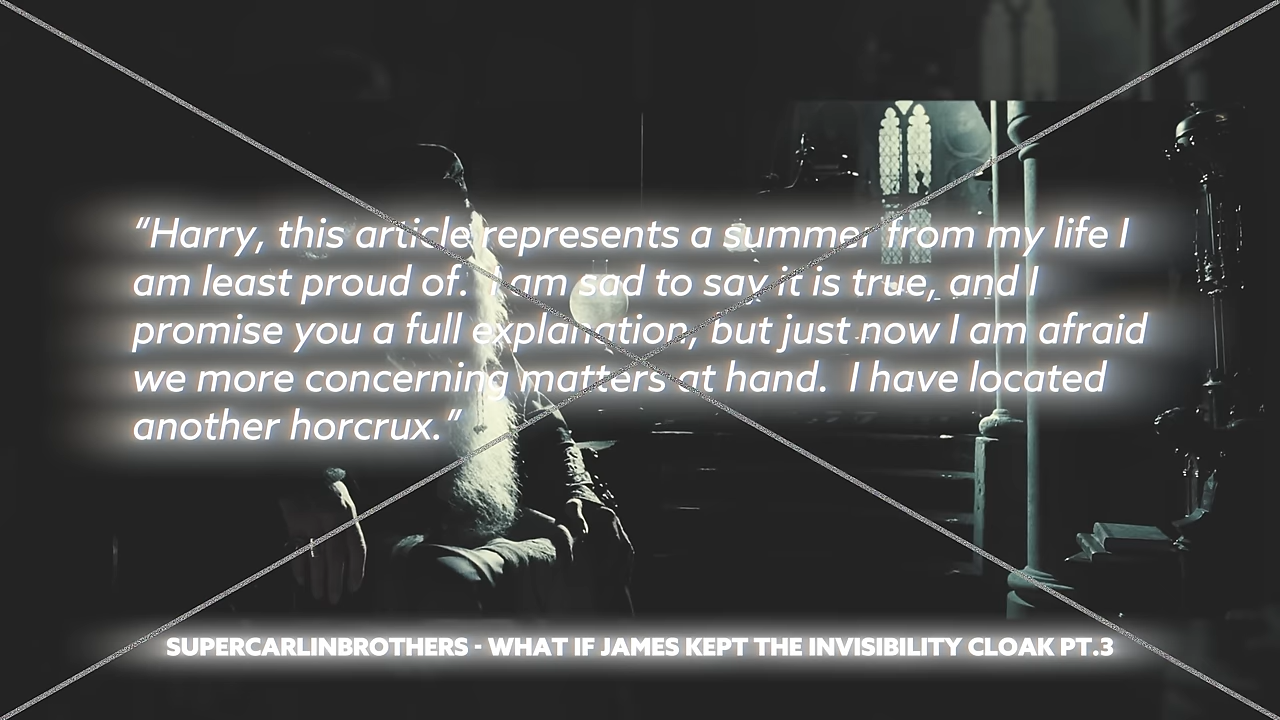 “Harry, this article represents a summer from my life I
am least proud of.  I am sad to say it is true, and I
promise you a full explanation, but just now I am afraid
we more concerning matters at hand.  I have located
another horcrux.”
SUPERCARLINBROTHERS - WHAT IF JAMES KEPT THE INVISIBILITY CLOAK PT.3